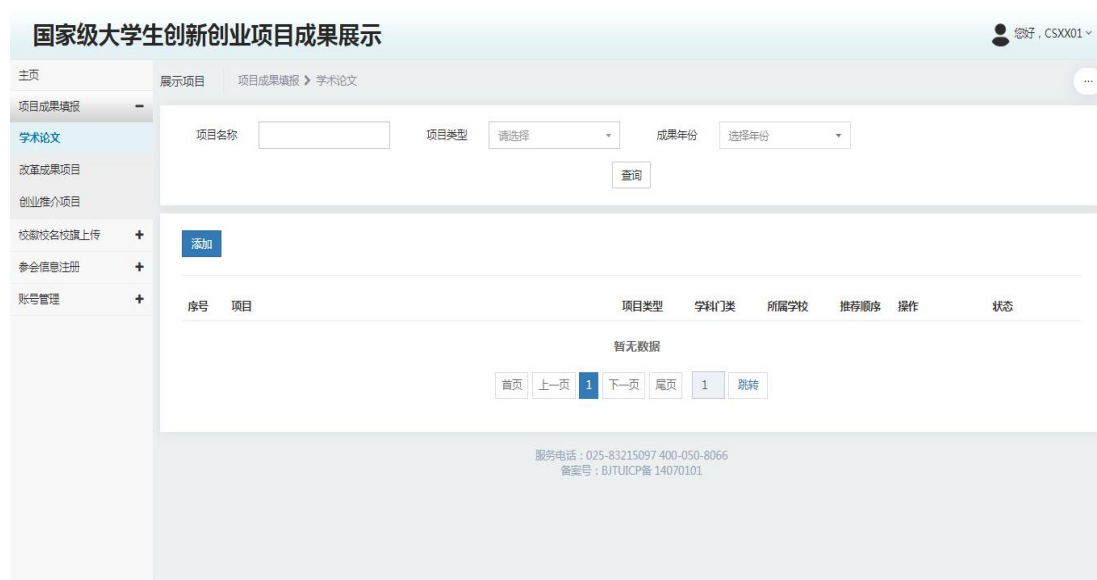 国家级大学生创新创业项目成果展示
您好，CSXX01
主页
项目成果填报
学术论文
改革成果项目
创业推介项目
校徽校名校旗上传
参会信息注册
账号管理
展示项目 项目成果填报 学术论文
...
项目名称 项目类型 请选择 成果年份 选择年份
查询
添加
序号 项目 项目类型 学科门类 所属学校 推荐顺序 操作 状态
暂无数据
首页 上一页 1 下一页 尾页 1 跳转
服务电话：025-83215097 400-050-8066
备案号：BJTUICP备 14070101